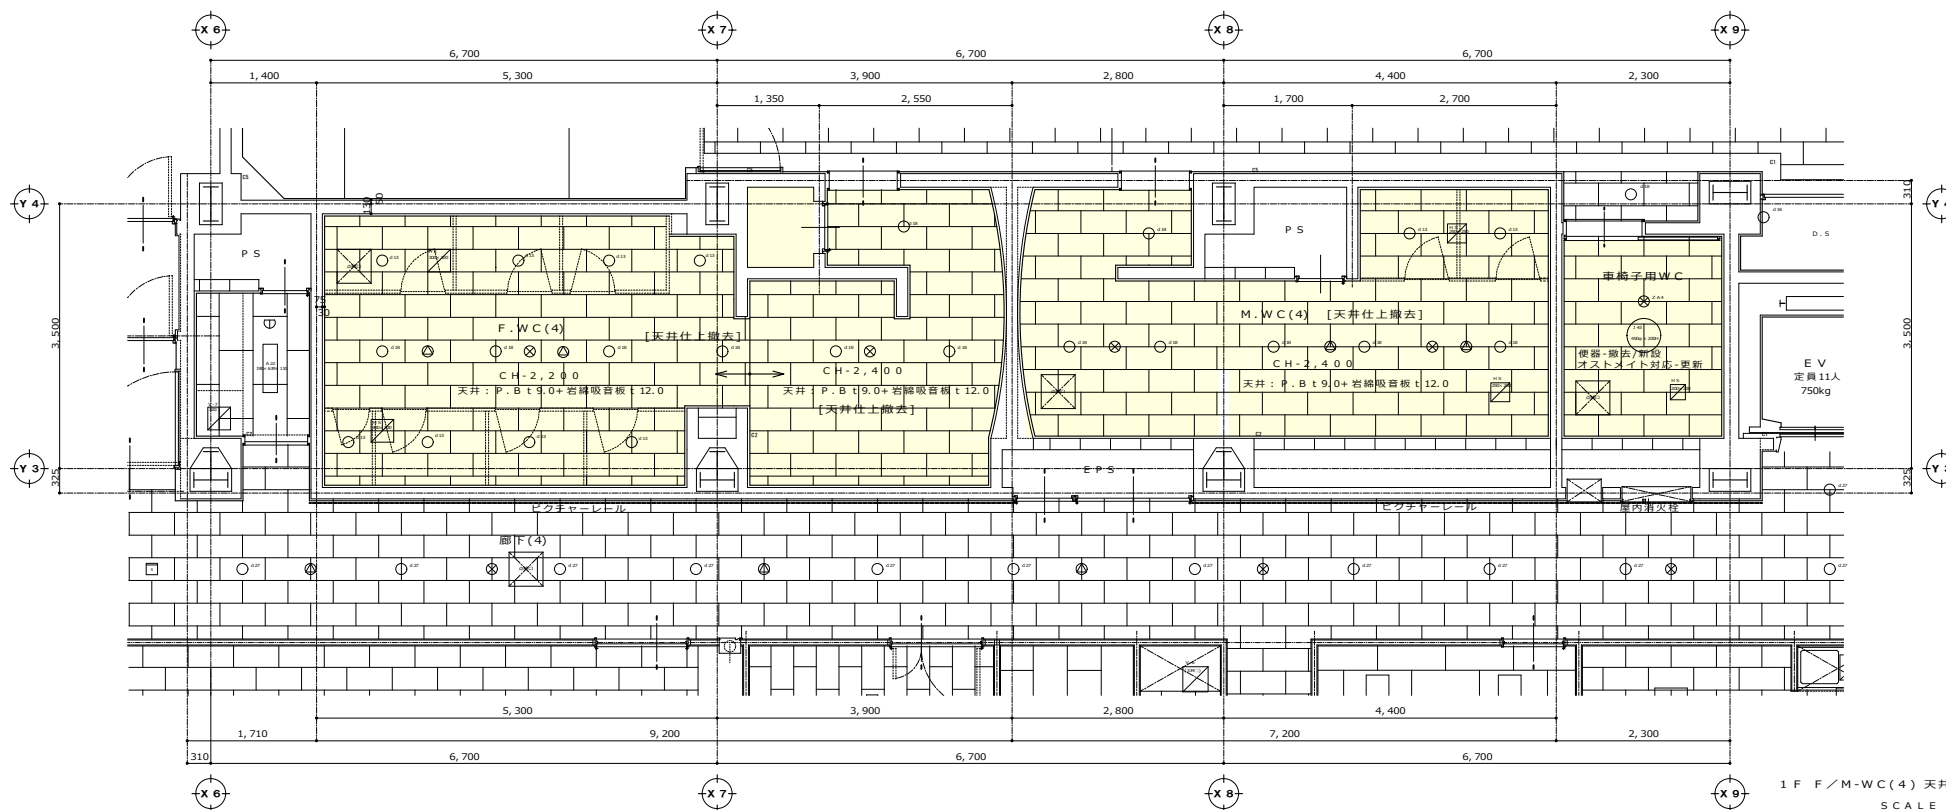 X6 X7 X8 X9
6,700 6,700 6,700
1,400 5,300 3,900 2,800 4,400 2,300
1,350 2,550 1,700 2,700
Y4 Y4
310
130 50
PS
PS
D.S
3,500
3,500
75
30
F.WC(4)
[天井仕上撤去]
CH-2,200
天井：P.Bt9.0+岩綿吸音板t12.0
CH-2,400
天井：P.Bt9.0+岩綿吸音板t12.0
[天井仕上撤去]
M.WC(4) [天井仕上撤去]
CH-2,400
天井：P.Bt9.0+岩綿吸音板t12.0
車椅子用WC
便器-撤去/新設
オストメイト対応-更新
EV
定員11人
750kg
EPS
Y3
325
325
ピクチャーレール
ピクチャーレール
屋内消火栓
廊下(4)
5,300 3,900 2,800 4,400
1,710 9,200 7,200 2,300
310 6,700 6,700 6,700
X6 X7 X8 X9
1F F／M-WC(4) 天井
SCALE